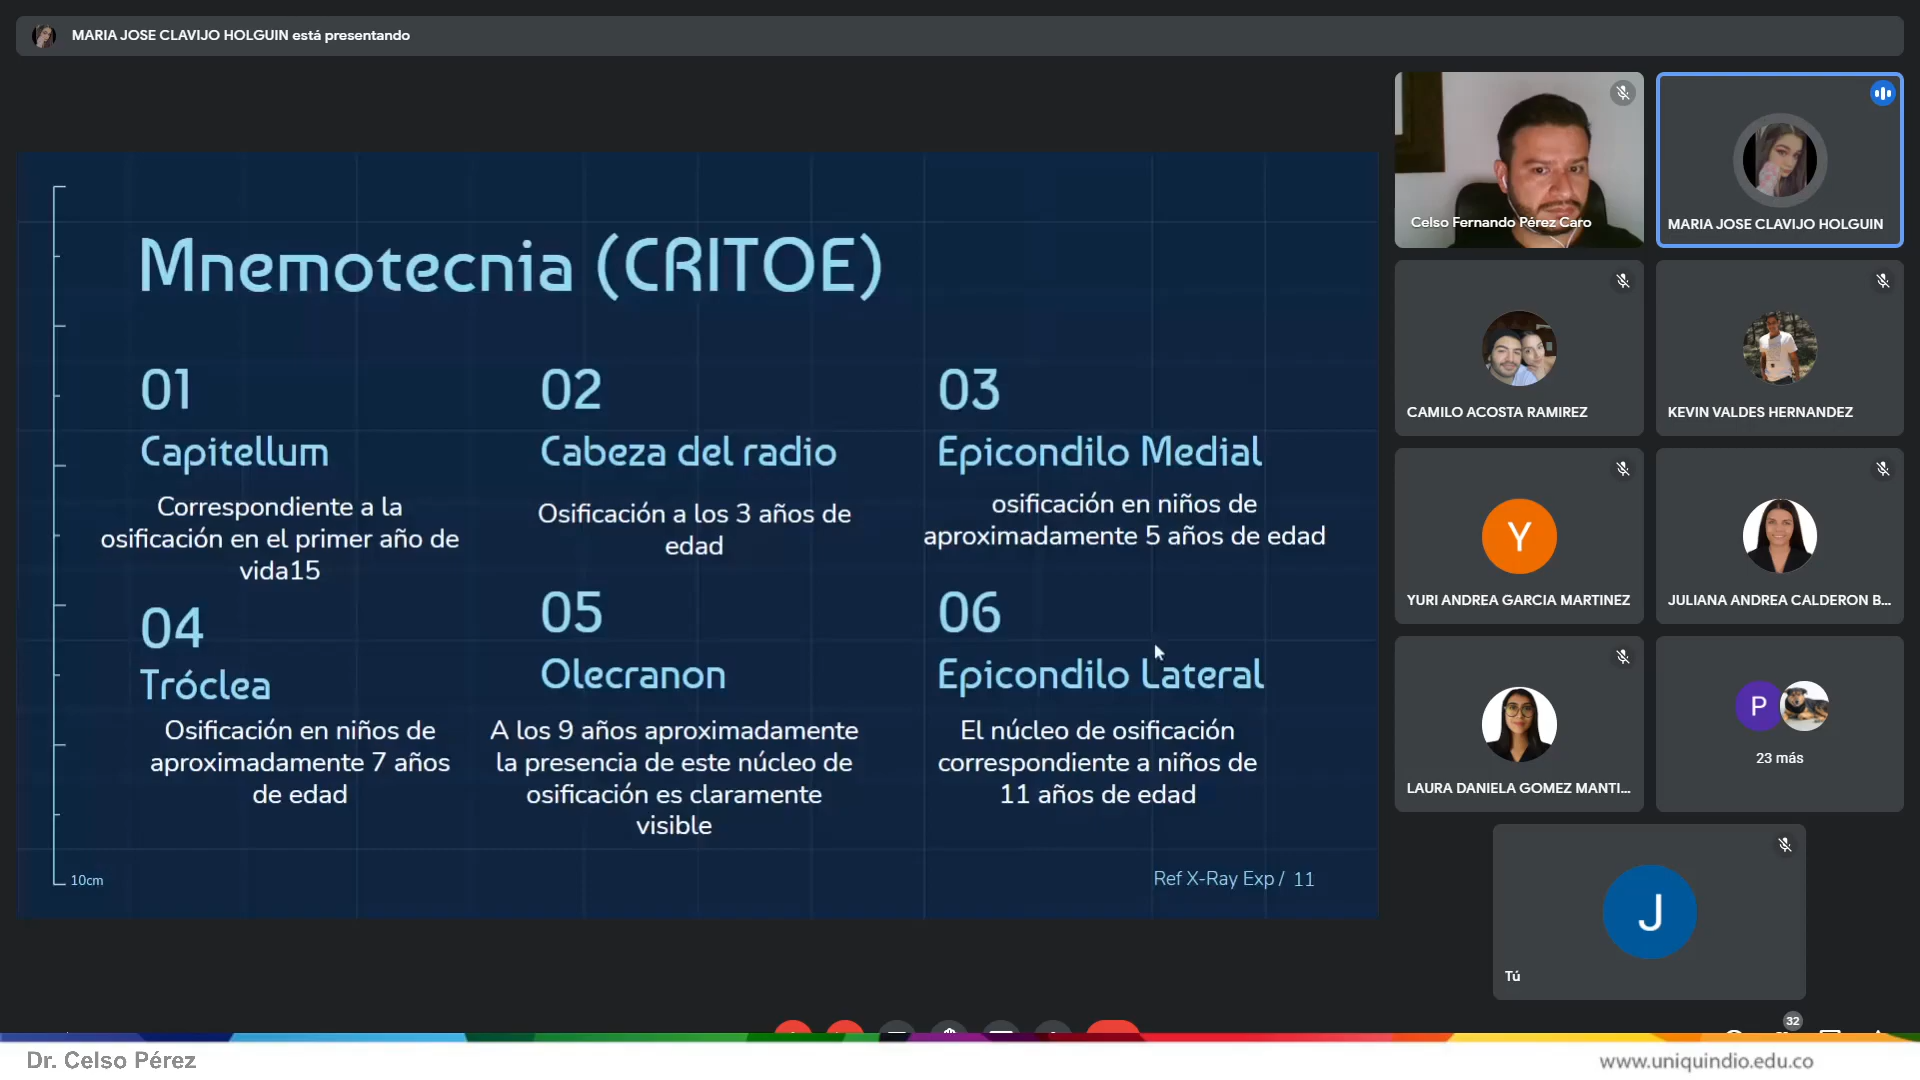 MARIA JOSE CLAVIJO HOLGUIN está presentando
Mnemotecnia (CRITOE)
01
Capitellum
Correspondiente a la
osificación en el primer año de
vida15
02
Cabeza del radio
Osificación a los 3 años de
edad
03
Epicondilo Medial
osificación en niños de
aproximadamente 5 años de edad
04
Tróclea
Osificación en niños de
aproximadamente 7 años
de edad
05
Olecranon
A los 9 años aproximadamente
la presencia de este núcleo de
osificación es claramente
visible
06
Epicondilo Lateral
El núcleo de osificación
correspondiente a niños de
11 años de edad
10cm
Ref X-Ray Exp / 11
Celso Fernando Pérez Caro
MARIA JOSE CLAVIJO HOLGUIN
CAMILO ACOSTA RAMIREZ
KEVIN VALDES HERNANDEZ
Y
YURI ANDREA GARCIA MARTINEZ
JULIANA ANDREA CALDERON B...
LAURA DANIELA GOMEZ MANTI...
P
23 más
J
Tú
32
Dr. Celso Pérez
www.uniquindio.edu.co